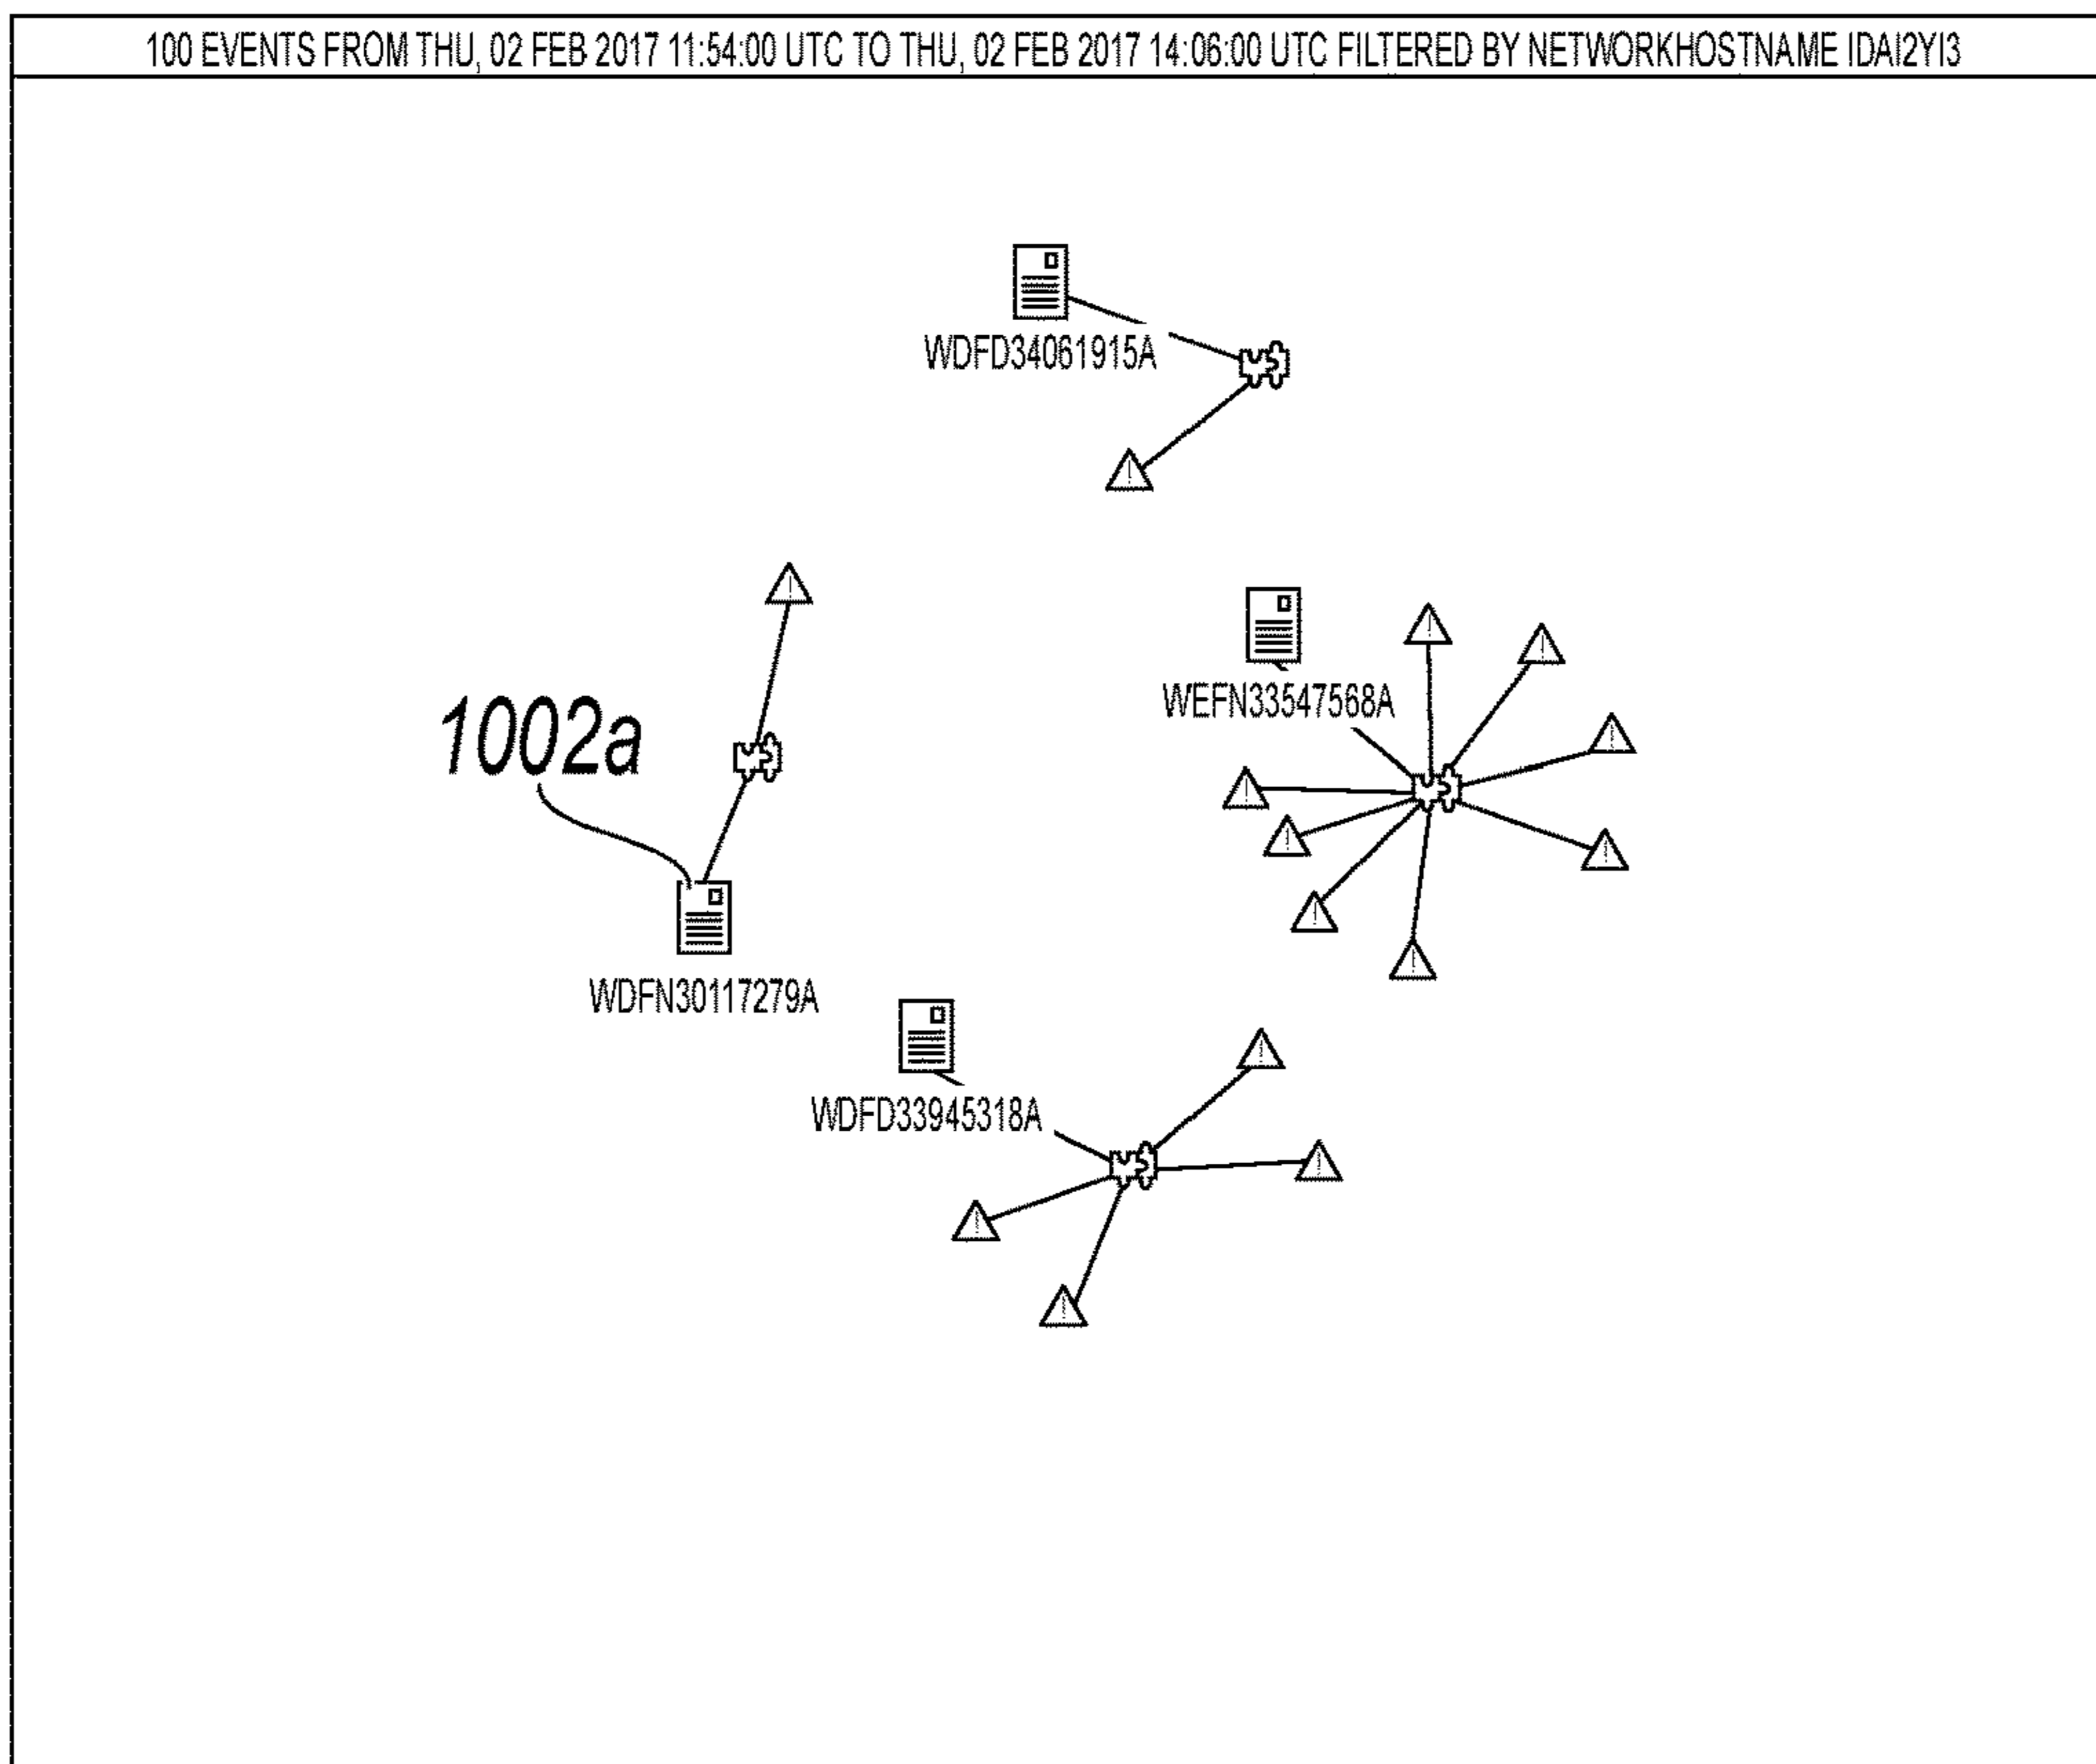 100 EVENTS FROM THU, 02 FEB 2017 11:54:00 UTC TO THU, 02 FEB 2017 14:06:00 UTC FILTERED BY NETWORKHOSTNAME IDAI2YI3
WDFD34061915A
WEFN33547568A
1002a
WDFN30117279A
WDFD33945318A